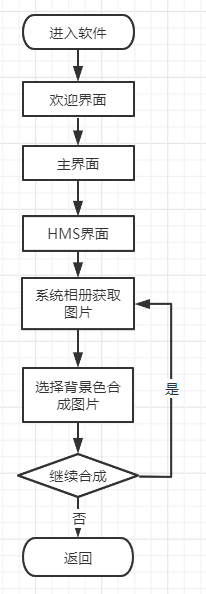 进入软件
欢迎界面
主界面
HMS界面
系统相册获取
图片
选择背景色合
成图片
是
继续合成
否
返回